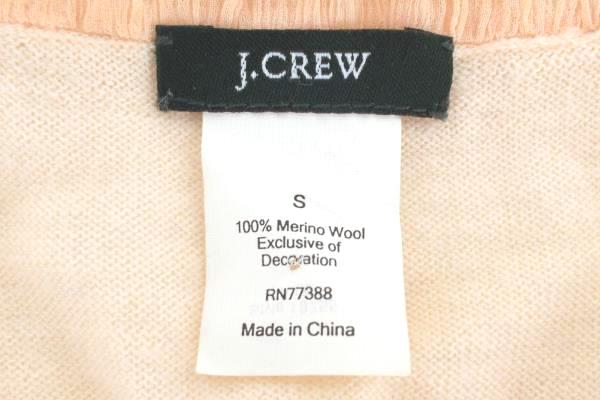 J.CREW
S
100% Merino Wool
Exclusive of
Decoration
RN77388
Made in China